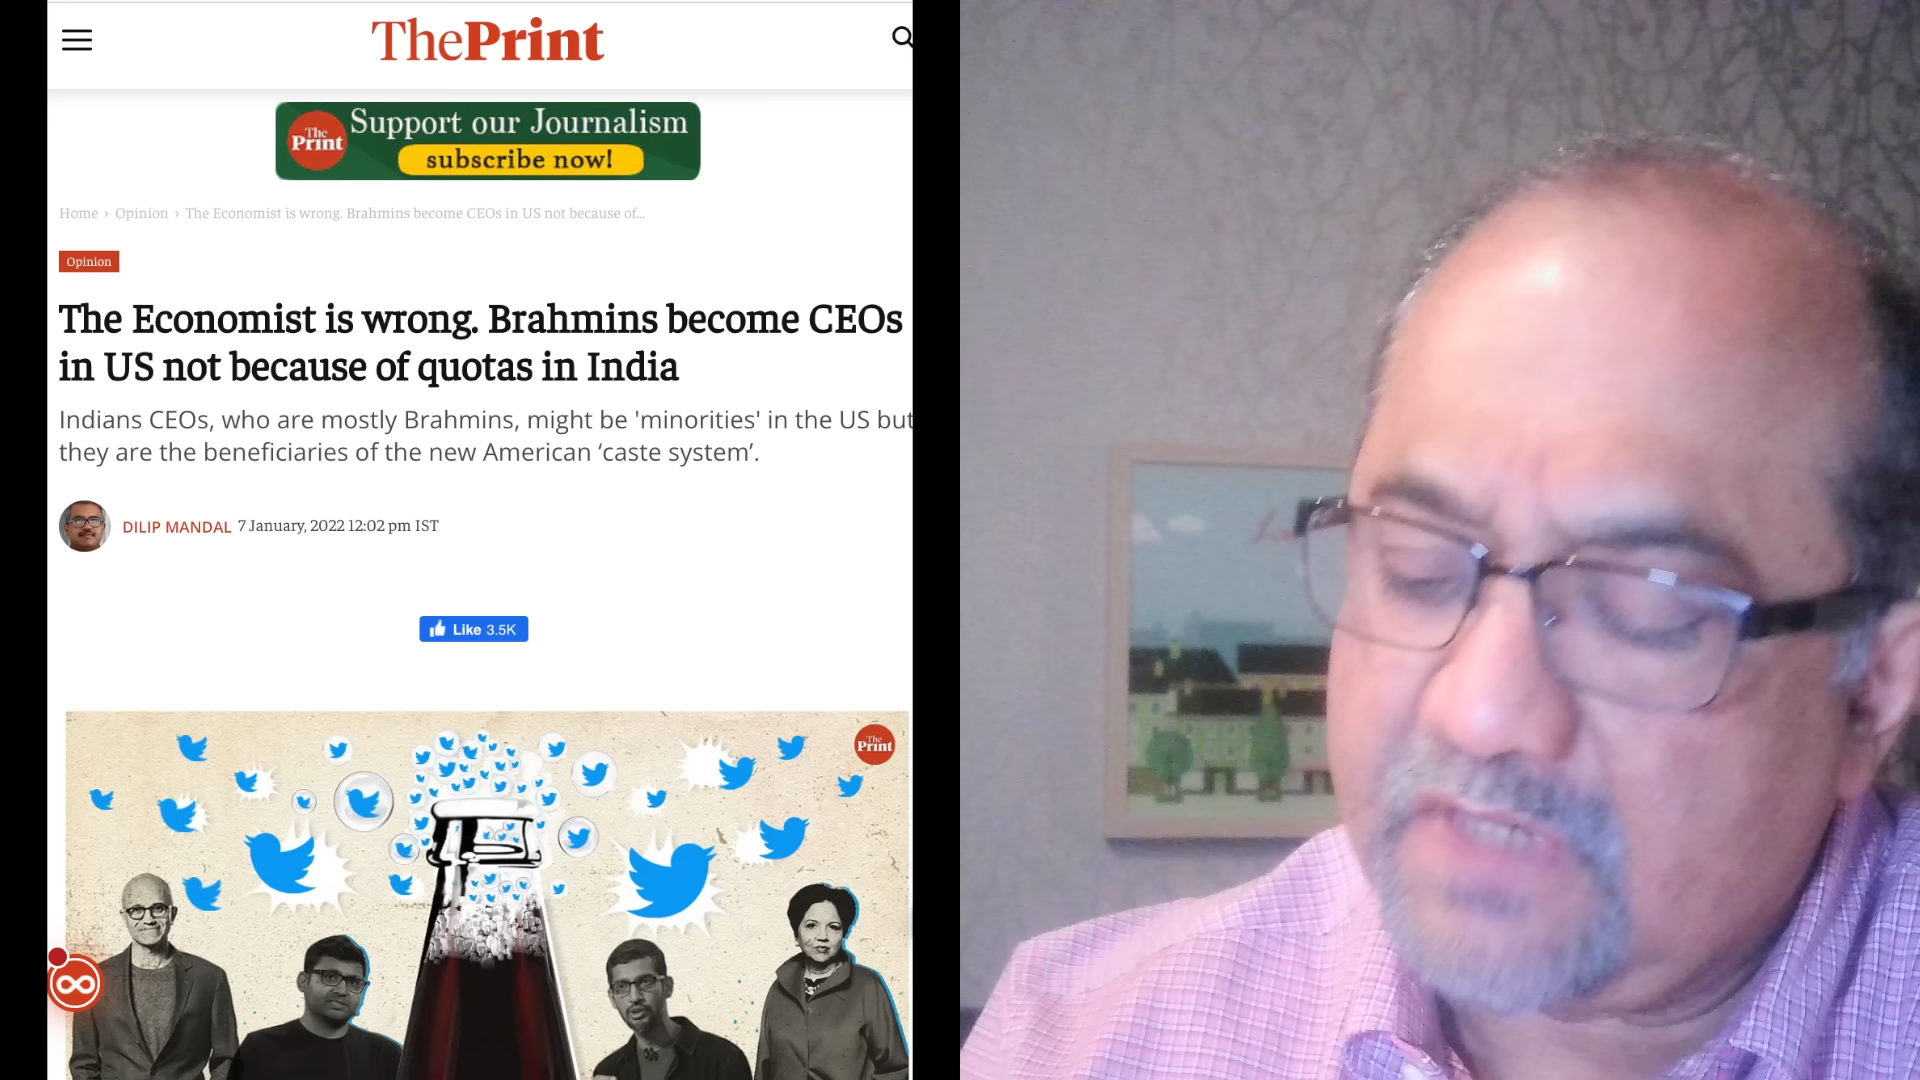 ThePrint
The Print
Support our Journalism
subscribe now!
Home › Opinion › The Economist is wrong. Brahmins become CEOs in US not because of...
Opinion
The Economist is wrong. Brahmins become CEOs
in US not because of quotas in India
Indians CEOs, who are mostly Brahmins, might be 'minorities' in the US but
they are the beneficiaries of the new American ‘caste system’.
DILIP MANDAL 7 January, 2022 12:02 pm IST
Like 3.5K
The Print